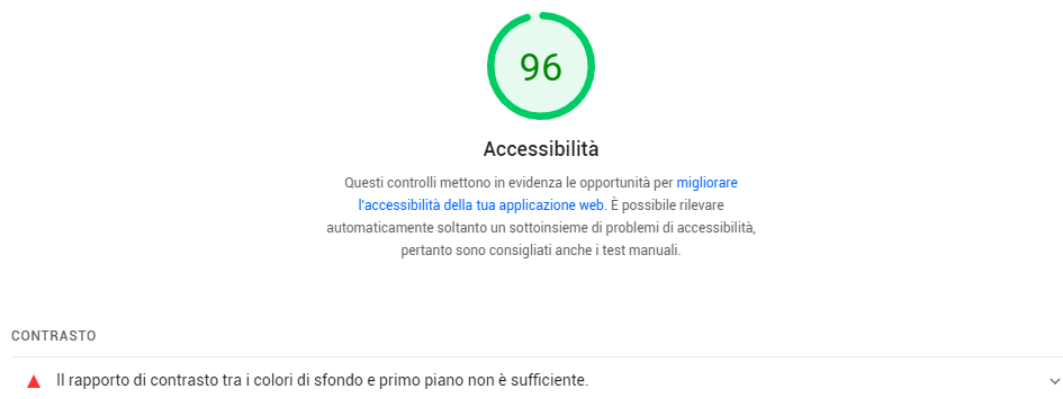 96
Accessibilità
Questi controlli mettono in evidenza le opportunità per migliorare
l'accessibilità della tua applicazione web. È possibile rilevare
automaticamente soltanto un sottoinsieme di problemi di accessibilità,
pertanto sono consigliati anche i test manuali.
CONTRASTO
Il rapporto di contrasto tra i colori di sfondo e primo piano non è sufficiente.